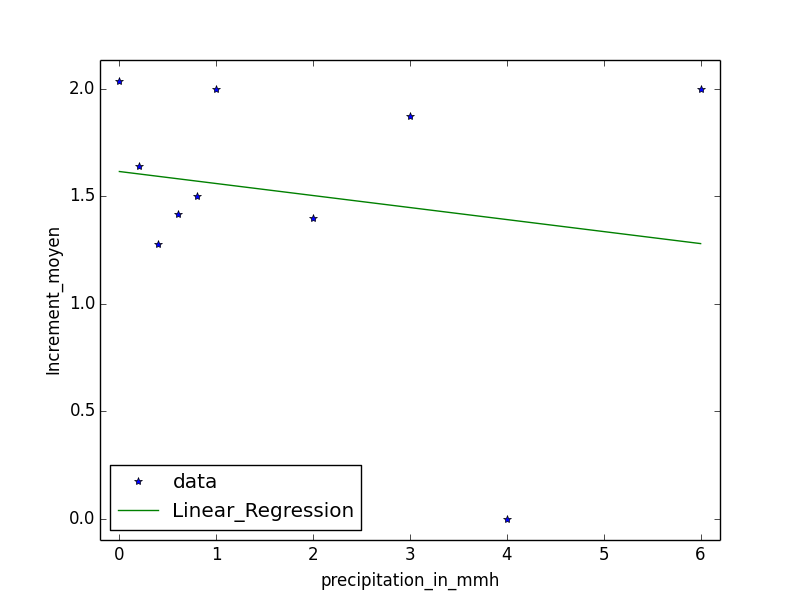 2.0
1.5
1.0
0.5
0.0
Increment_moyen
data
Linear_Regression
0 1 2 3 4 5 6
precipitation_in_mmh